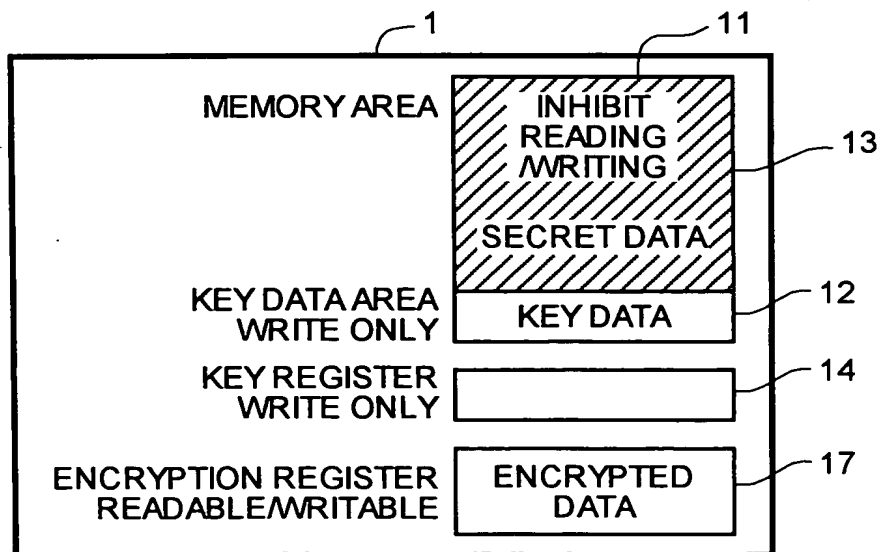 1
11
MEMORY AREA
INHIBIT
READING
/WRITING
13
SECRET DATA
KEY DATA AREA
WRITE ONLY
KEY DATA
12
KEY REGISTER
WRITE ONLY
14
ENCRYPTION REGISTER
READABLE/WRITABLE
ENCRYPTED
DATA
17